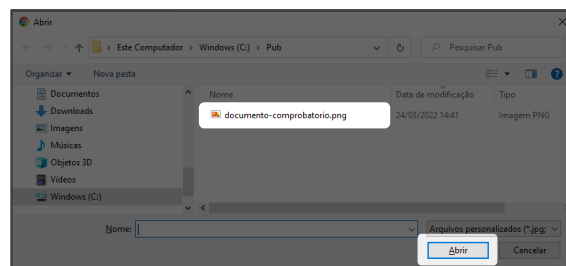 Abrir
Este Computador > Windows (C:) > Pub
Pesquisar Pub
Organizar
Nova pasta
Documentos
Downloads
Imagens
Músicas
Objetos 3D
Vídeos
Windows (C:)
Nome Data de modificação Tipo
documento-comprobatorio.png 24/03/2022 14:41 Imagem PNG
Nome:
Arquivos personalizados (*.jpg;
Abrir Cancelar